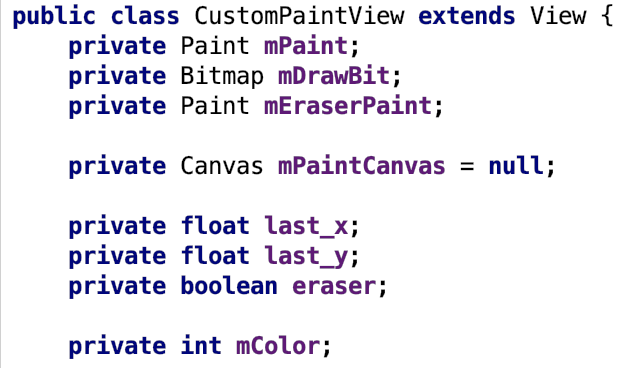 public class CustomPaintView extends View {
private Paint mPaint;
private Bitmap mDrawBit;
private Paint mEraserPaint;
private Canvas mPaintCanvas = null;
private float last_x;
private float last_y;
private boolean eraser;
private int mColor;